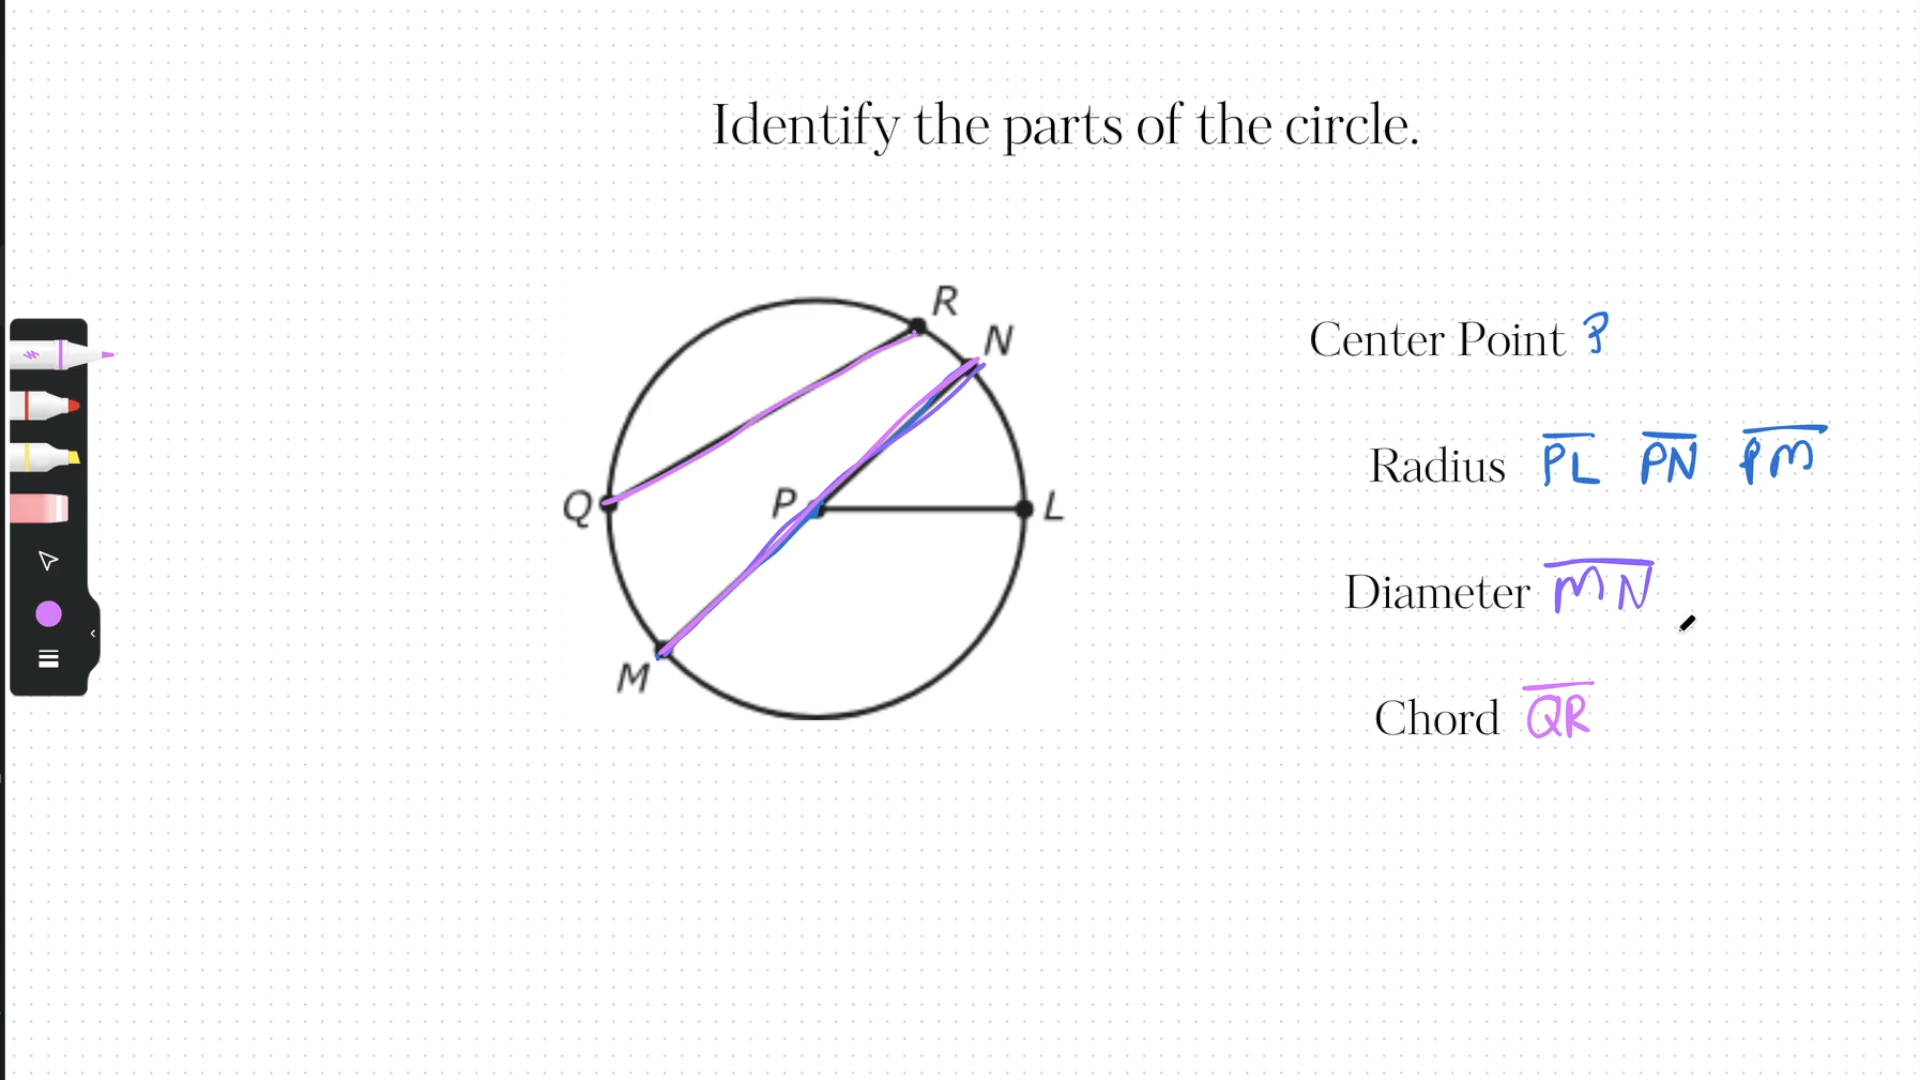 Identify the parts of the circle.
R
N
Center Point P
Radius PL PN PM
Q
P
L
Diameter MN
M
Chord QR